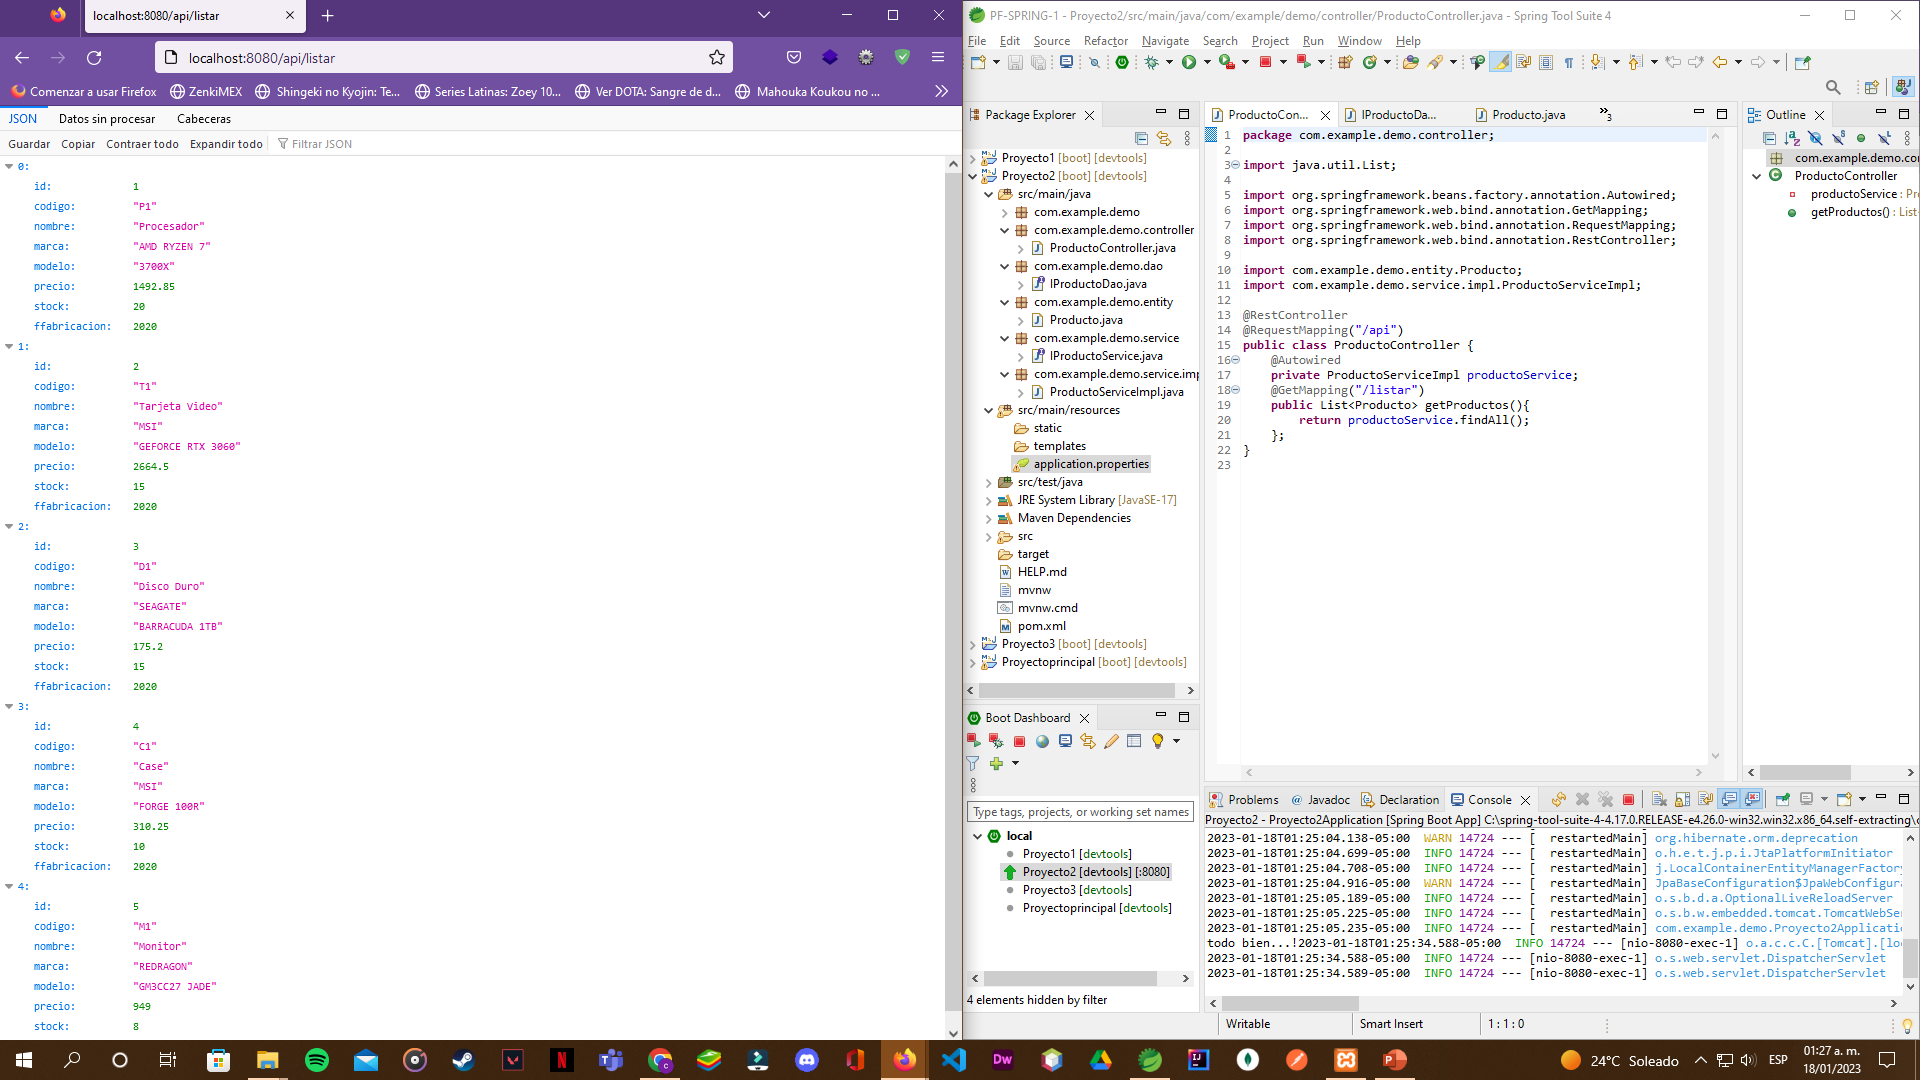 localhost:8080/api/listar
localhost:8080/api/listar
Comenzar a usar Firefox
ZenkiMEX
Shingeki no Kyojin: Te...
Series Latinas: Zoey 10...
Ver DOTA: Sangre de d...
Mahouka Koukou no ...
JSON
Datos sin procesar
Cabeceras
Guardar
Copiar
Contraer todo
Expandir todo
Filtrar JSON
0:
id: 1
codigo: "P1"
nombre: "Procesador"
marca: "AMD RYZEN 7"
modelo: "3700X"
precio: 1492.85
stock: 20
ffabricacion: 2020
1:
id: 2
codigo: "T1"
nombre: "Tarjeta Video"
marca: "MSI"
modelo: "GEFORCE RTX 3060"
precio: 2664.5
stock: 15
ffabricacion: 2020
2:
id: 3
codigo: "D1"
nombre: "Disco Duro"
marca: "SEAGATE"
modelo: "BARRACUDA 1TB"
precio: 175.2
stock: 15
ffabricacion: 2020
3:
id: 4
codigo: "C1"
nombre: "Case"
marca: "MSI"
modelo: "FORGE 100R"
precio: 310.25
stock: 10
ffabricacion: 2020
4:
id: 5
codigo: "M1"
nombre: "Monitor"
marca: "REDRAGON"
modelo: "GM3CC27 JADE"
precio: 949
stock: 8
PF-SPRING-1 - Proyecto2/src/main/java/com/example/demo/controller/ProductoController.java - Spring Tool Suite 4
File Edit Source Refactor Navigate Search Project Run Window Help
Package Explorer
Proyecto1 [boot] [devtools]
Proyecto2 [boot] [devtools]
src/main/java
com.example.demo
com.example.demo.controller
ProductoController.java
com.example.demo.dao
IProductoDao.java
com.example.demo.entity
Producto.java
com.example.demo.service
IProductoService.java
com.example.demo.service.imp
ProductoServiceImpl.java
src/main/resources
static
templates
application.properties
src/test/java
JRE System Library [JavaSE-17]
Maven Dependencies
src
target
HELP.md
mvnw
mvnw.cmd
pom.xml
Proyecto3 [boot] [devtools]
Proyectoprincipal [boot] [devtools]
Boot Dashboard
Type tags, projects, or working set names
local
Proyecto1 [devtools]
Proyecto2 [devtools] [:8080]
Proyecto3 [devtools]
Proyectoprincipal [devtools]
4 elements hidden by filter
ProductoCon...
IProductoDa...
Producto.java
3
1 package com.example.demo.controller;
2
3 import java.util.List;
4
5 import org.springframework.beans.factory.annotation.Autowired;
6 import org.springframework.web.bind.annotation.GetMapping;
7 import org.springframework.web.bind.annotation.RequestMapping;
8 import org.springframework.web.bind.annotation.RestController;
9
10 import com.example.demo.entity.Producto;
11 import com.example.demo.service.impl.ProductoServiceImpl;
12
13 @RestController
14 @RequestMapping("/api")
15 public class ProductoController {
16 @Autowired
17 private ProductoServiceImpl productoService;
18 @GetMapping("/listar")
19 public List<Producto> getProductos(){
20 return productoService.findAll();
21 };
22 }
23
Outline
com.example.demo.co
ProductoController
productoService : Pr
getProductos() : List
Problems
@ Javadoc
Declaration
Console
Proyecto2 - Proyecto2Application [Spring Boot App] C:\spring-tool-suite-4-4.17.0.RELEASE-e4.26.0-win32.win32.x86_64.self-extracting\
2023-01-18T01:25:04.138-05:00 WARN 14724 --- [ restartedMain] org.hibernate.orm.deprecation
2023-01-18T01:25:04.699-05:00 INFO 14724 --- [ restartedMain] o.h.e.t.j.p.i.JtaPlatformInitiator
2023-01-18T01:25:04.708-05:00 INFO 14724 --- [ restartedMain] j.LocalContainerEntityManagerFactory
2023-01-18T01:25:04.916-05:00 WARN 14724 --- [ restartedMain] JpaBaseConfiguration$JpaWebConfigura
2023-01-18T01:25:05.189-05:00 INFO 14724 --- [ restartedMain] o.s.b.d.a.OptionalLiveReloadServer
2023-01-18T01:25:05.225-05:00 INFO 14724 --- [ restartedMain] o.s.b.w.embedded.tomcat.TomcatWebSer
2023-01-18T01:25:05.235-05:00 INFO 14724 --- [ restartedMain] com.example.demo.Proyecto2Applicatio
todo bien...!2023-01-18T01:25:34.588-05:00 INFO 14724 --- [nio-8080-exec-1] o.a.c.c.C.[Tomcat].[loc
2023-01-18T01:25:34.588-05:00 INFO 14724 --- [nio-8080-exec-1] o.s.web.servlet.DispatcherServlet
2023-01-18T01:25:34.589-05:00 INFO 14724 --- [nio-8080-exec-1] o.s.web.servlet.DispatcherServlet
Writable
Smart Insert
1 : 1 : 0
24°C Soleado
ESP
01:27 a. m.
18/01/2023